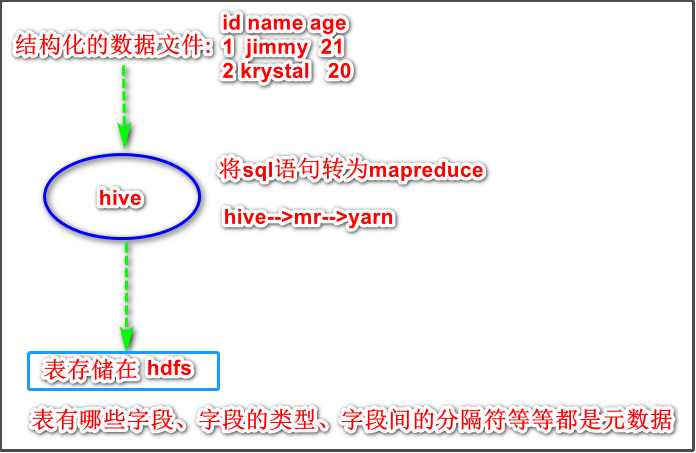 结构化的数据文件:
id name age
1 jimmy 21
2 krystal 20
hive
将sql语句转为mapreduce
hive-->mr-->yarn
表存储在 hdfs
表有哪些字段、字段的类型、字段间的分隔符等等都是元数据